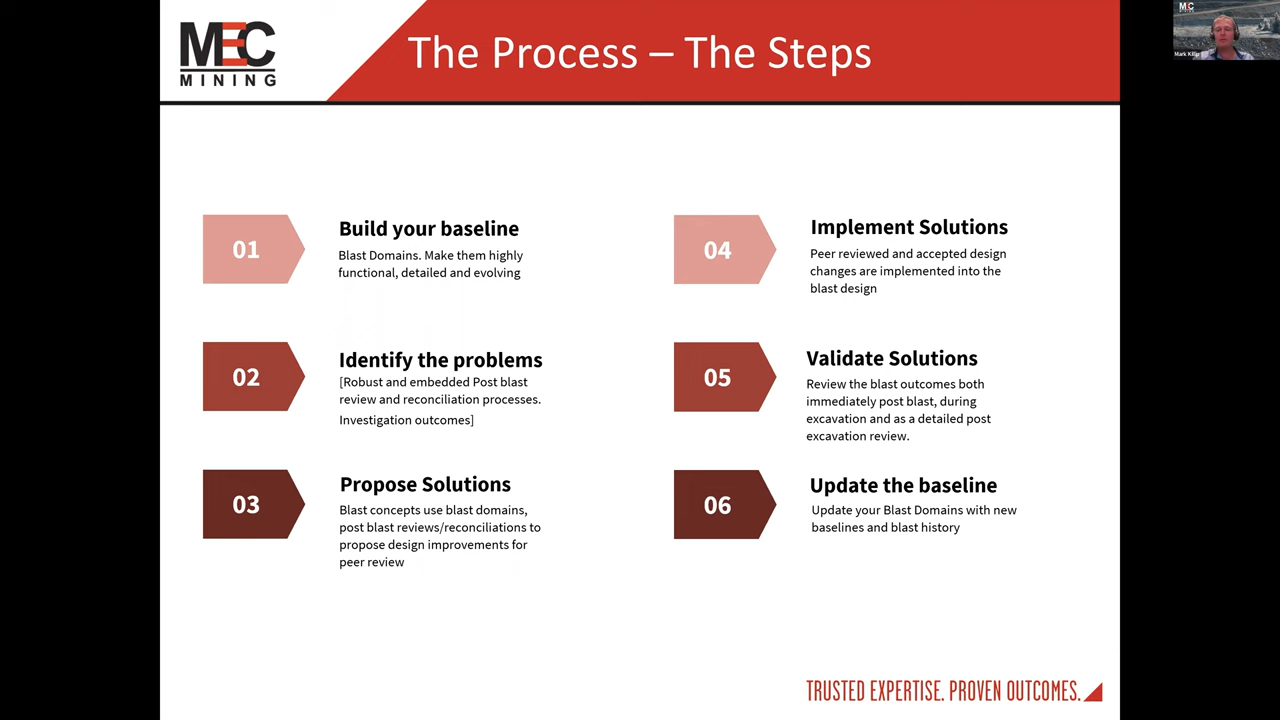 MEC
MINING
The Process – The Steps
01
Build your baseline
Blast Domains. Make them highly
functional, detailed and evolving
02
Identify the problems
[Robust and embedded Post blast
review and reconciliation processes.
Investigation outcomes]
03
Propose Solutions
Blast concepts use blast domains,
post blast reviews/reconciliations to
propose design improvements for
peer review
04
Implement Solutions
Peer reviewed and accepted design
changes are implemented into the
blast design
05
Validate Solutions
Review the blast outcomes both
immediately post blast, during
excavation and as a detailed post
excavation review.
06
Update the baseline
Update your Blast Domains with new
baselines and blast history
TRUSTED EXPERTISE. PROVEN OUTCOMES.
MEC
Mark